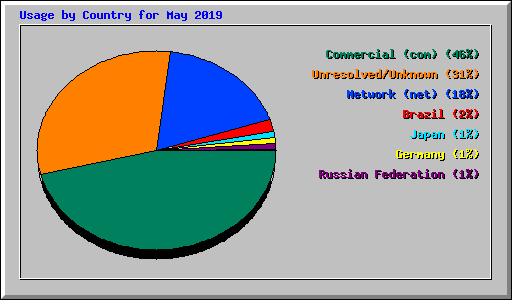 Usage by Country for May 2019
Commercial (com) (46%)
Unresolved/Unknown (31%)
Network (net) (18%)
Brazil (2%)
Japan (1%)
Germany (1%)
Russian Federation (1%)